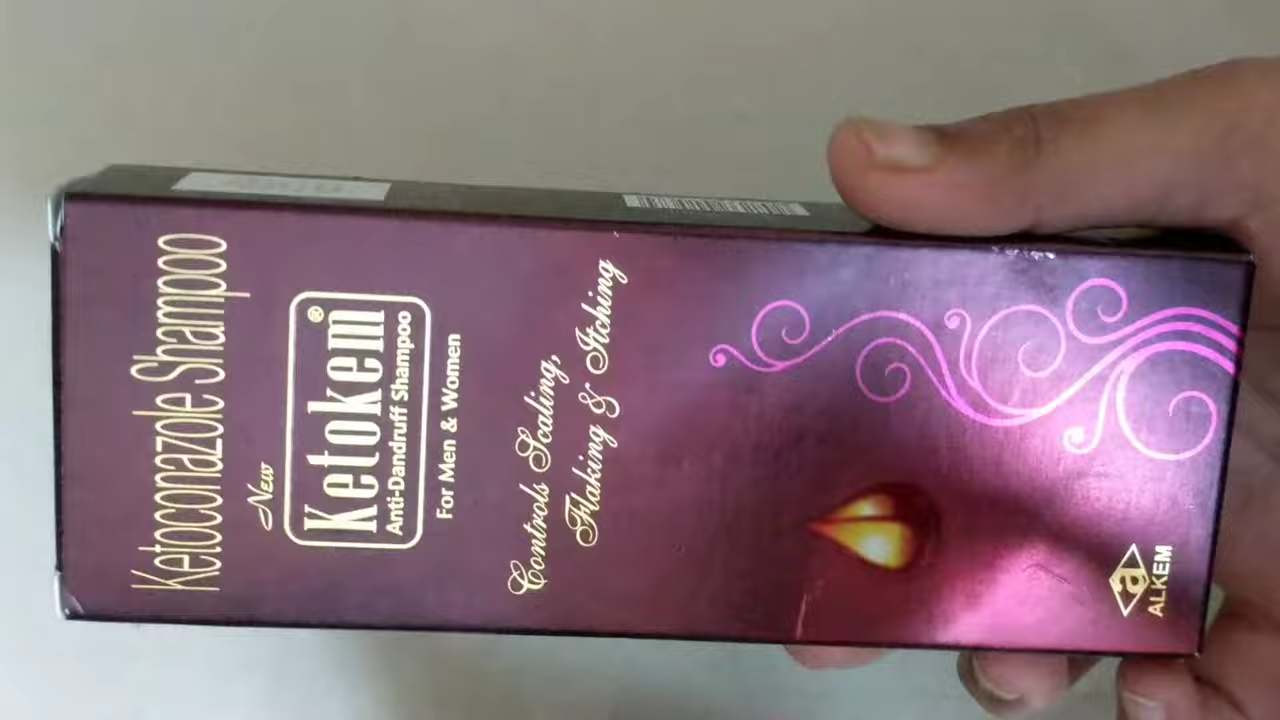 Ketoconazole Shampoo
New
Ketokem®
Anti-Dandruff Shampoo
For Men & Women
Controls Scaling,
Flaking & Itching
a
ALKEM